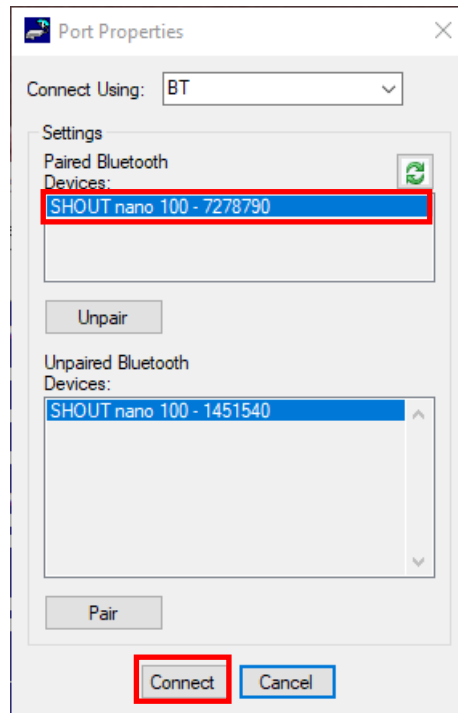 Port Properties
Connect Using: BT
Settings
Paired Bluetooth
Devices:
SHOUT nano 100 - 7278790
Unpair
Unpaired Bluetooth
Devices:
SHOUT nano 100 - 1451540
Pair
Connect Cancel